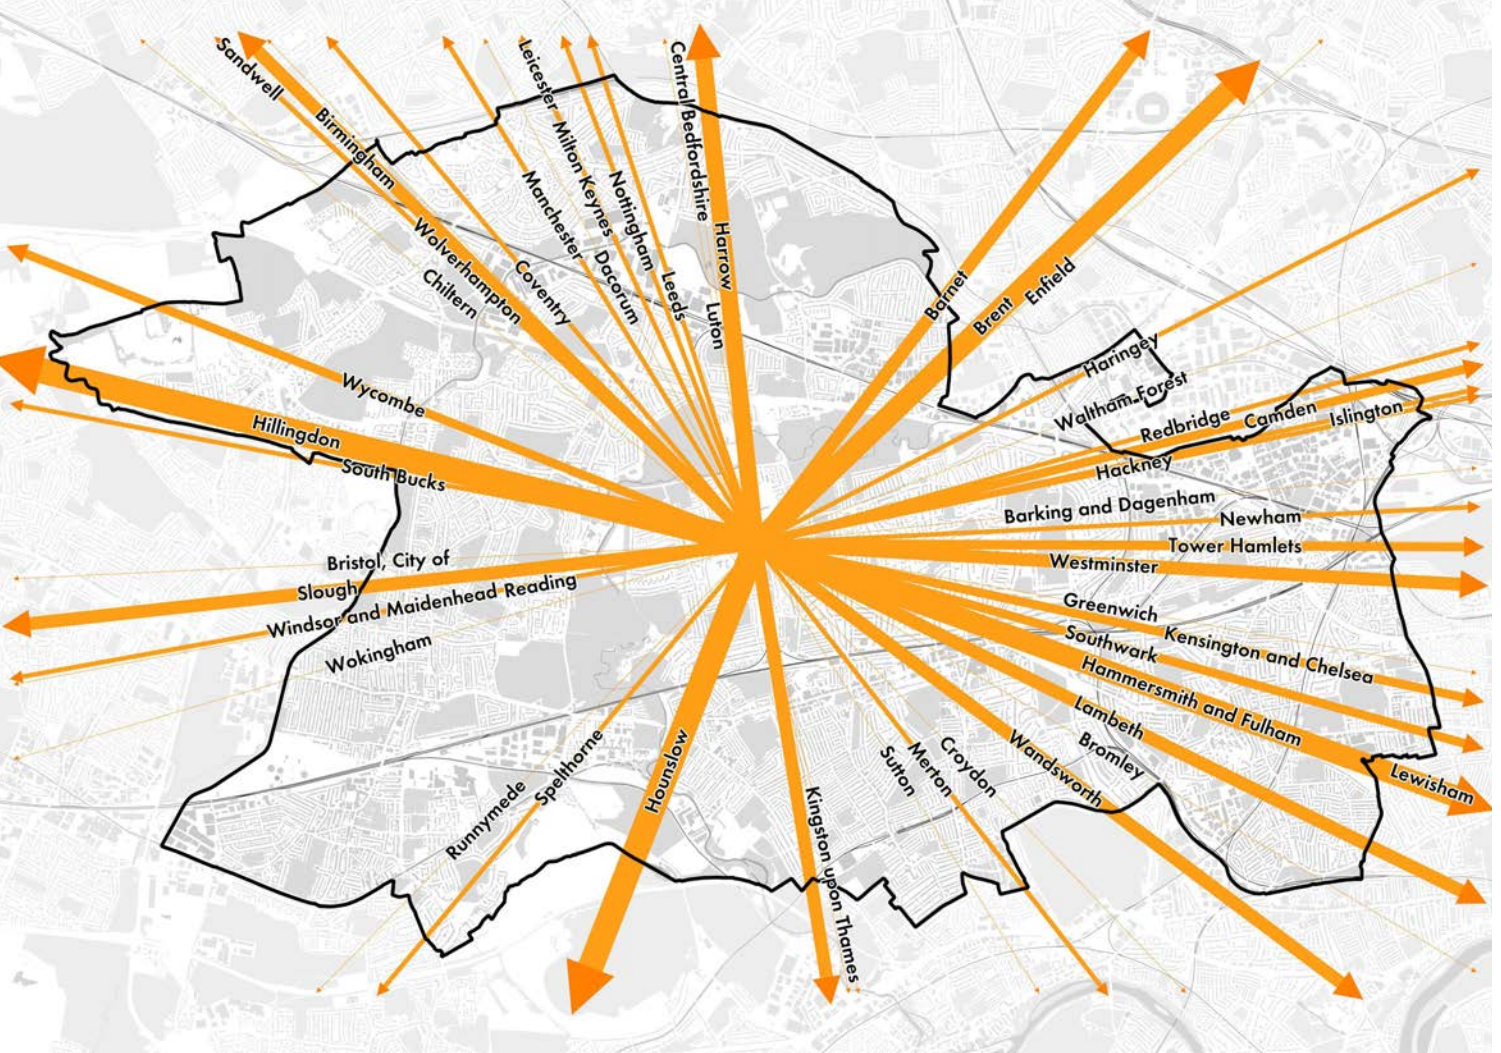 Sandwell
Birmingham
Wolverhampton
Chiltern
Coventry
Leicester
Milton Keynes
Manchester
Dacorum
Nottingham
Leeds
Central Bedfordshire
Harrow
Luton
Barnet
Brent
Enfield
Haringey
Waltham Forest
Redbridge
Camden
Islington
Hackney
Barking and Dagenham
Newham
Tower Hamlets
Westminster
Greenwich
Kensington and Chelsea
Southwark
Hammersmith and Fulham
Lewisham
Lambeth
Bromley
Wandsworth
Croydon
Merton
Sutton
Kingston upon Thames
Hounslow
Spelthorne
Runnymede
Wokingham
Windsor and Maidenhead
Reading
Slough
Bristol, City of
South Bucks
Hillingdon
Wycombe